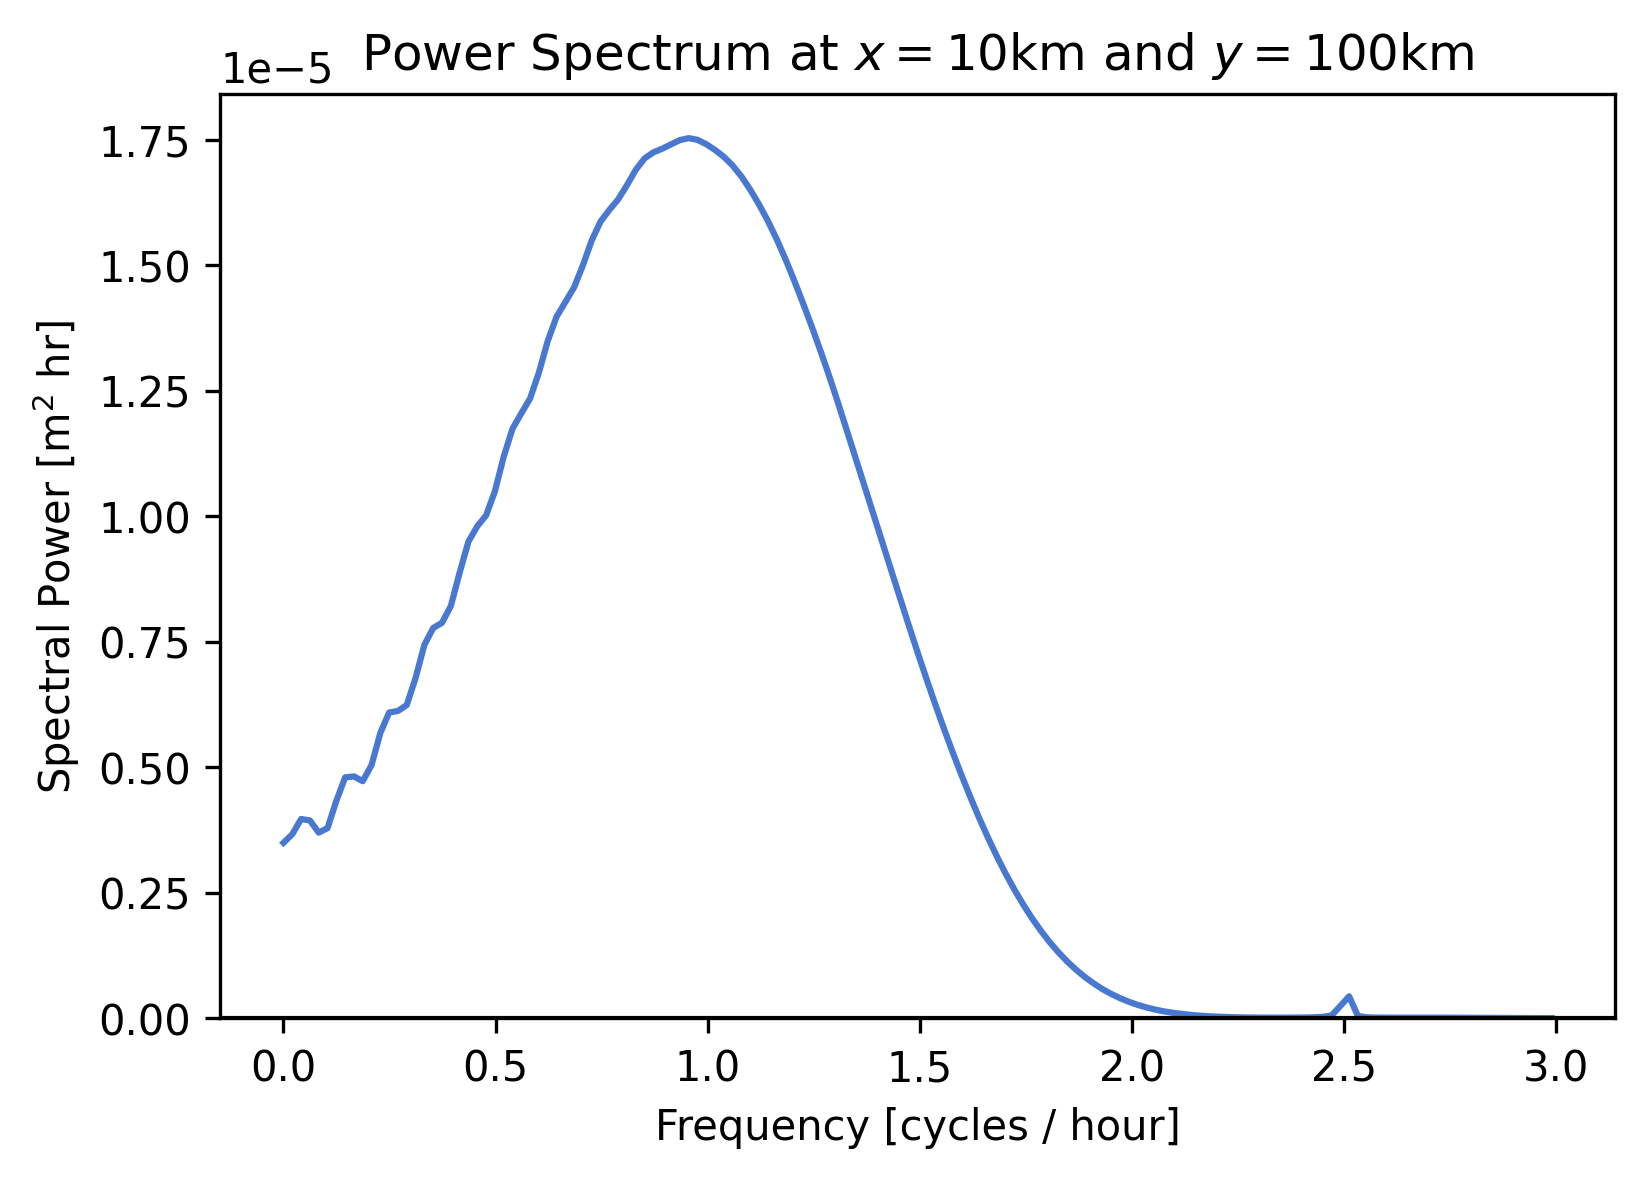 Power Spectrum at x = 10km and y = 100km
1e−5
1.75
1.50
1.25
1.00
0.75
0.50
0.25
0.00
Spectral Power [m² hr]
0.0 0.5 1.0 1.5 2.0 2.5 3.0
Frequency [cycles / hour]